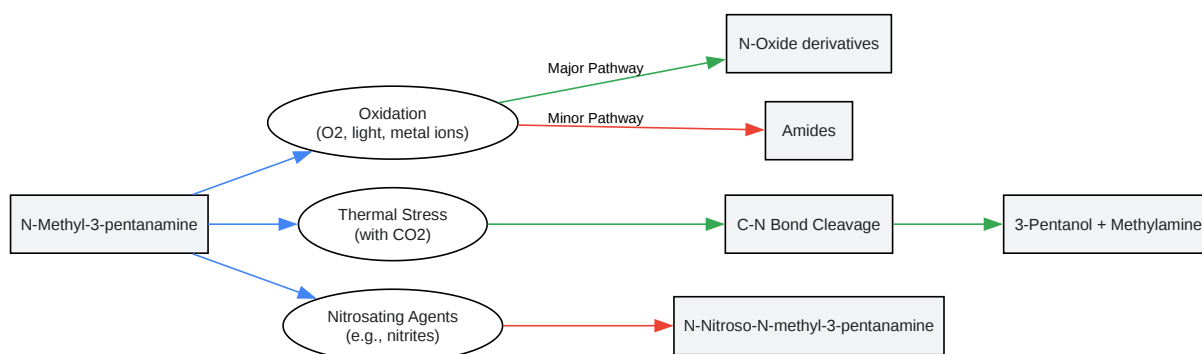 N-Oxide derivatives
Major Pathway
Oxidation
(O2, light, metal ions)
Minor Pathway
Amides
N-Methyl-3-pentanamine
Thermal Stress
(with CO2)
C-N Bond Cleavage
3-Pentanol + Methylamine
Nitrosating Agents
(e.g., nitrites)
N-Nitroso-N-methyl-3-pentanamine